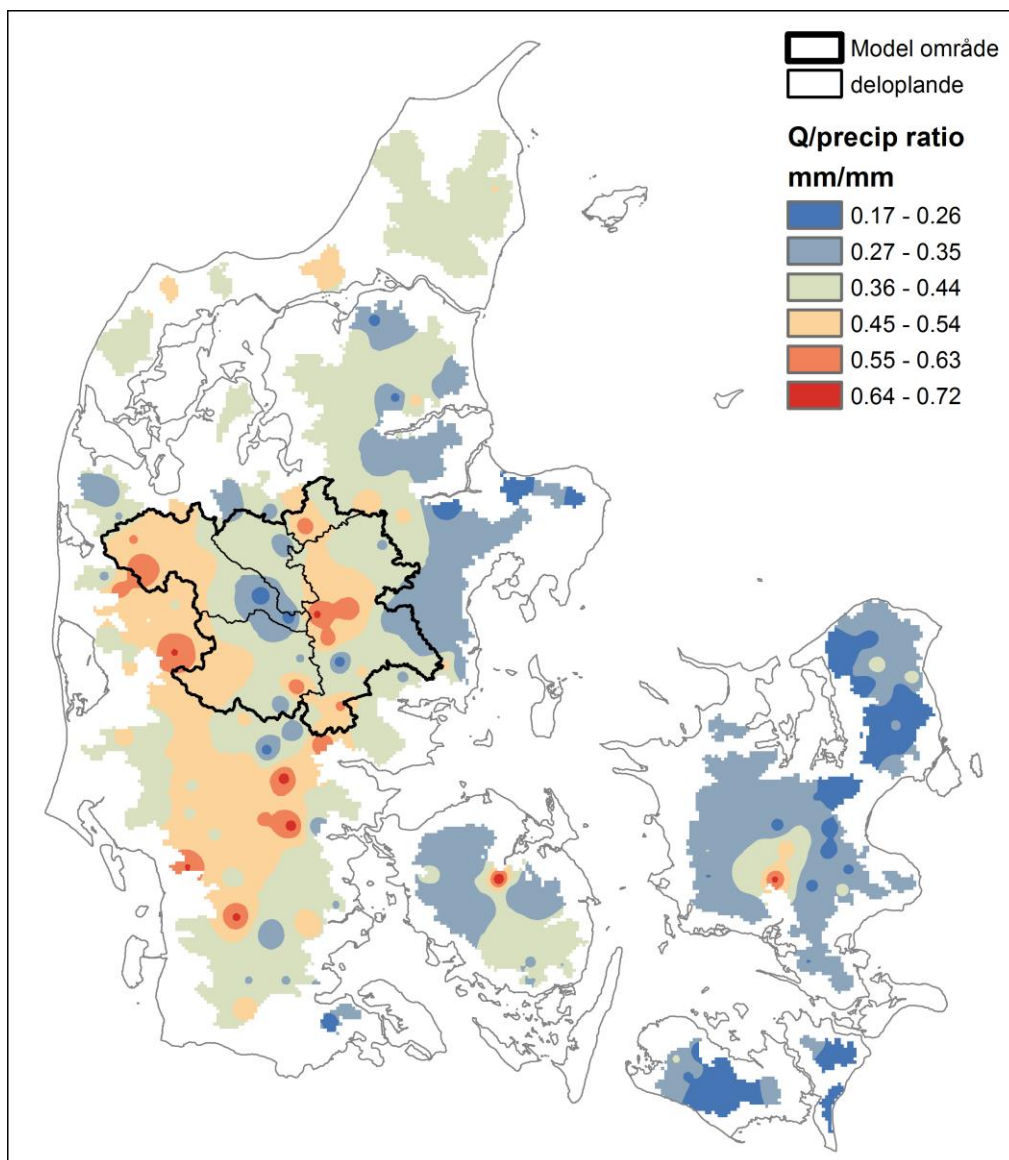 Model område
deloplande
Q/precip ratio
mm/mm
0.17 - 0.26
0.27 - 0.35
0.36 - 0.44
0.45 - 0.54
0.55 - 0.63
0.64 - 0.72